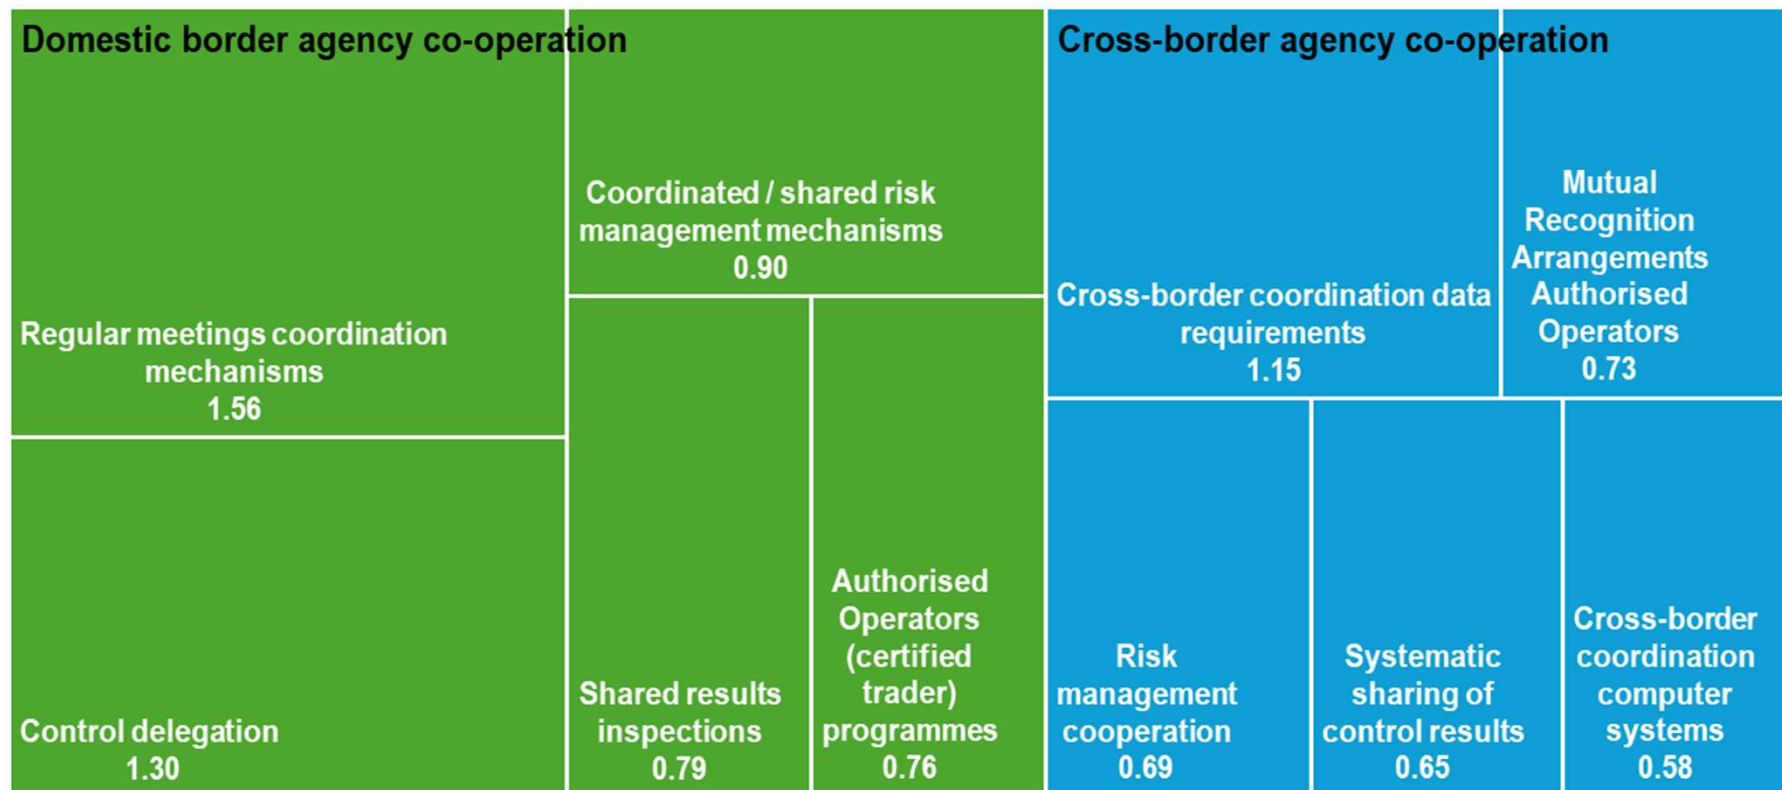 Domestic border agency co-operation
Regular meetings coordination
mechanisms
1.56
Control delegation
1.30
Coordinated / shared risk
management mechanisms
0.90
Shared results
inspections
0.79
Authorised
Operators
(certified
trader)
programmes
0.76
Cross-border agency co-operation
Cross-border coordination data
requirements
1.15
Mutual
Recognition
Arrangements
Authorised
Operators
0.73
Risk
management
cooperation
0.69
Systematic
sharing of
control results
0.65
Cross-border
coordination
computer
systems
0.58